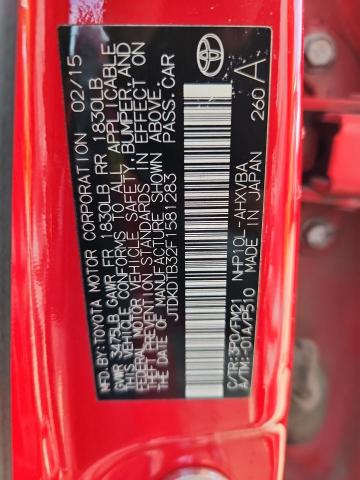 MFD. BY: TOYOTA MOTOR CORPORATION 02/15
GWR 3475LB GAWR FR 1830LB RR 1830LB
THIS VEHICLE CONFORMS TO ALL APPLICABLE
FEDERAL MOTOR VEHICLE SAFETY, BUMPER, AND
THEFT PREVENTION STANDARDS IN EFFECT ON
THE DATE OF MANUFACTURE SHOWN ABOVE.
JTDKDTB32F1581283 PASS. CAR
C/TR: 3P0/FM21 NHP10L-AHXVBA
A/TM: -01A/P510 MADE IN JAPAN 260 A